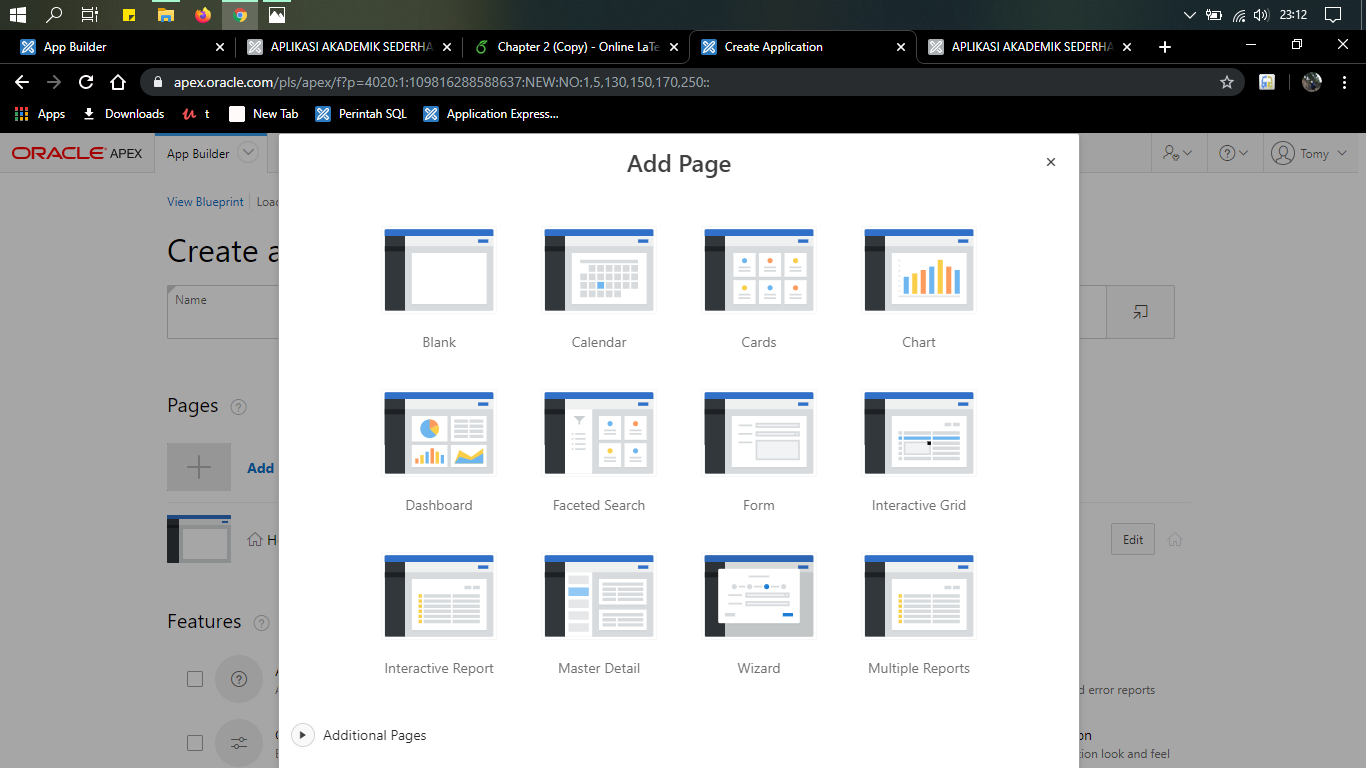 23:12
App Builder
APLIKASI AKADEMIK SEDERHA
Chapter 2 (Copy) - Online LaTe
Create Application
APLIKASI AKADEMIK SEDERHA
apex.oracle.com/pls/apex/f?p=4020:1:109816288588637:NEW:NO:1,5,130,150,170,250::
Apps
Downloads
t
New Tab
Perintah SQL
Application Express...
ORACLE APEX
App Builder
Tomy
Add Page
View Blueprint
Loa
Create a
Name
Blank
Calendar
Cards
Chart
Pages
Add
Dashboard
Faceted Search
Form
Interactive Grid
H
Edit
Features
Interactive Report
Master Detail
Wizard
Multiple Reports
d error reports
Additional Pages
on
tion look and feel